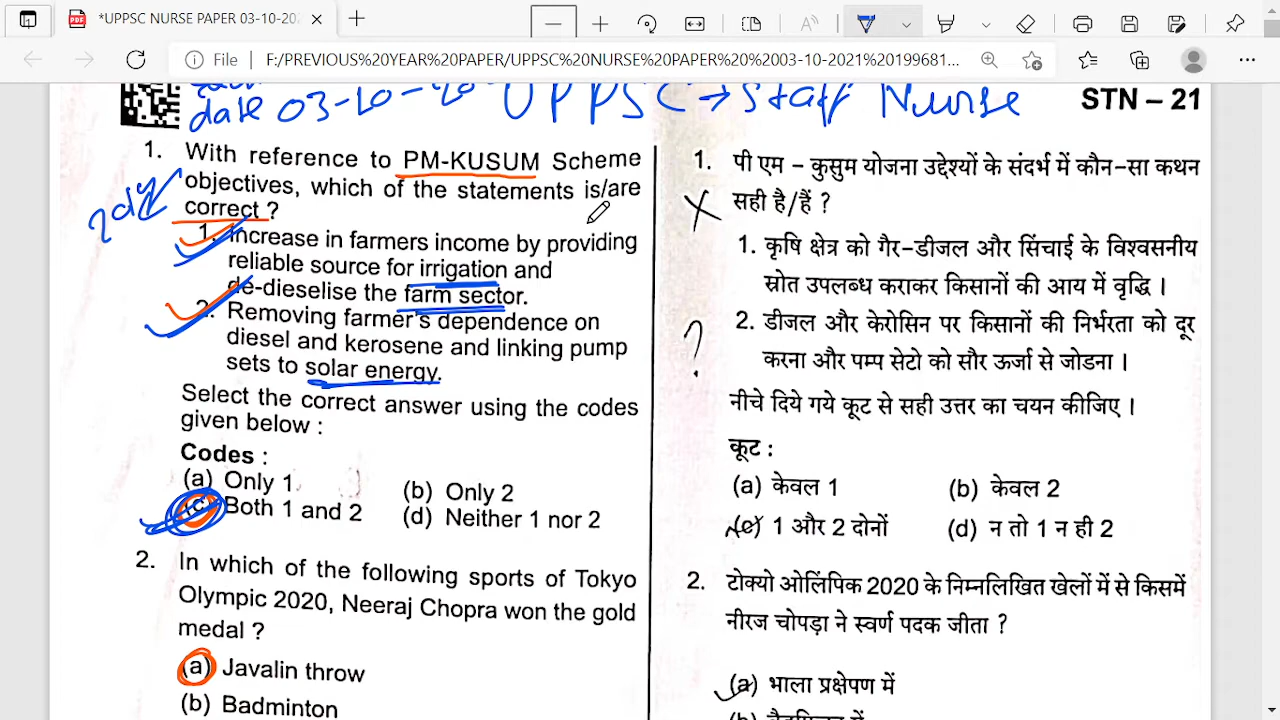 *UPPSC NURSE PAPER 03-10-202
File F:/PREVIOUS%20YEAR%20PAPER/UPPSC%20NURSE%20PAPER%20%2003-10-2021%20199681...
date 03-10- UPPSC → Staff Nurse
STN – 21
1. With reference to PM-KUSUM Scheme
objectives, which of the statements is/are
correct ?
1. Increase in farmers income by providing
reliable source for irrigation and
de-dieselise the farm sector.
2. Removing farmer's dependence on
diesel and kerosene and linking pump
sets to solar energy.
Select the correct answer using the codes
given below :
Codes :
(a) Only 1
(b) Only 2
(c) Both 1 and 2
(d) Neither 1 nor 2
2. In which of the following sports of Tokyo
Olympic 2020, Neeraj Chopra won the gold
medal ?
(a) Javalin throw
(b) Badminton
1. पी एम – कुसुम योजना उद्देश्यों के संदर्भ में कौन-सा कथन
सही है/हैं ?
1. कृषि क्षेत्र को गैर-डीजल और सिंचाई के विश्वसनीय
स्रोत उपलब्ध कराकर किसानों की आय में वृद्धि ।
2. डीजल और केरोसिन पर किसानों की निर्भरता को दूर
करना और पम्प सेटो को सौर ऊर्जा से जोडना ।
नीचे दिये गये कूट से सही उत्तर का चयन कीजिए ।
कूट :
(a) केवल 1
(b) केवल 2
(c) 1 और 2 दोनों
(d) न तो 1 न ही 2
2. टोक्यो ओलिंपिक 2020 के निम्नलिखित खेलों में से किसमें
नीरज चोपड़ा ने स्वर्ण पदक जीता ?
(a) भाला प्रक्षेपण में